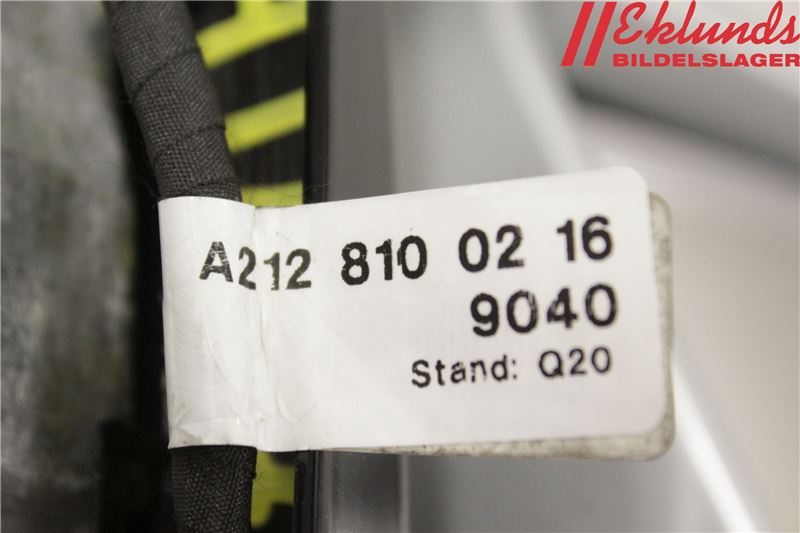 Eklunds
BILDELSLAGER
A212 810 02 16
9040
Stand: Q20